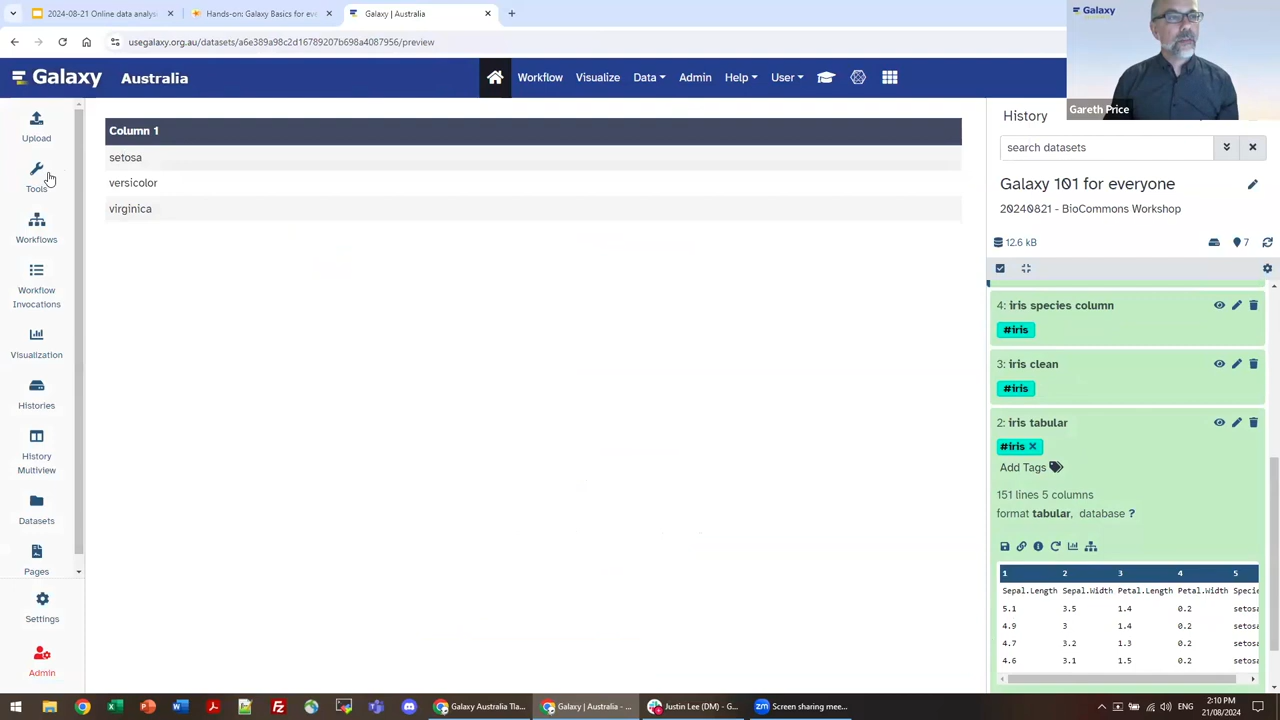 2024-08-21 Online data analysi
Hands-on: Galaxy Basics for ev
Galaxy | Australia
usegalaxy.org.au/datasets/a6e389a98c2d16789207b698a4087956/preview
Galaxy
Galaxy Australia
Workflow Visualize Data Admin Help User
Gareth Price
Upload
Tools
Workflows
Workflow
Invocations
Visualization
Histories
History
Multiview
Datasets
Pages
Settings
Admin
Column 1
setosa
versicolor
virginica
History
search datasets
Galaxy 101 for everyone
20240821 - BioCommons Workshop
12.6 kB 7
4: iris species column
#iris
3: iris clean
#iris
2: iris tabular
#iris
Add Tags
151 lines 5 columns
format tabular, database ?
1 2 3 4 5
Sepal.Length Sepal.Width Petal.Length Petal.Width Specie
5.1 3.5 1.4 0.2 setosa
4.9 3 1.4 0.2 setosa
4.7 3.2 1.3 0.2 setosa
4.6 3.1 1.5 0.2 setosa
Galaxy Australia Tla...
Galaxy | Australia - ...
Justin Lee (DM) - G...
Screen sharing mee...
ENG
2:10 PM
21/08/2024